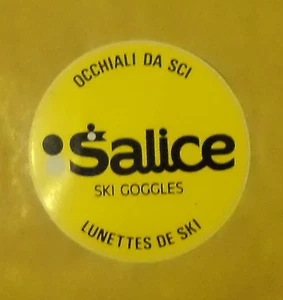 OCCHIALI DA SCI
Salice
SKI GOGGLES
LUNETTES DE SKI